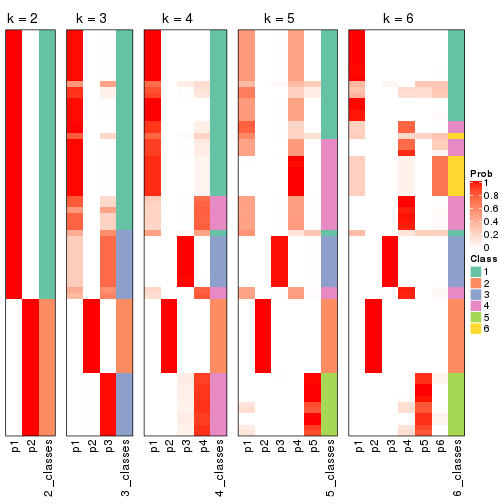 k = 2
k = 3
k = 4
k = 5
k = 6
Prob
1
0.8
0.6
0.4
0.2
0
Class
1
2
3
4
5
6
p1
p2
2_classes
p1
p2
p3
3_classes
p1
p2
p3
p4
4_classes
p1
p2
p3
p4
p5
5_classes
p1
p2
p3
p4
p5
p6
6_classes